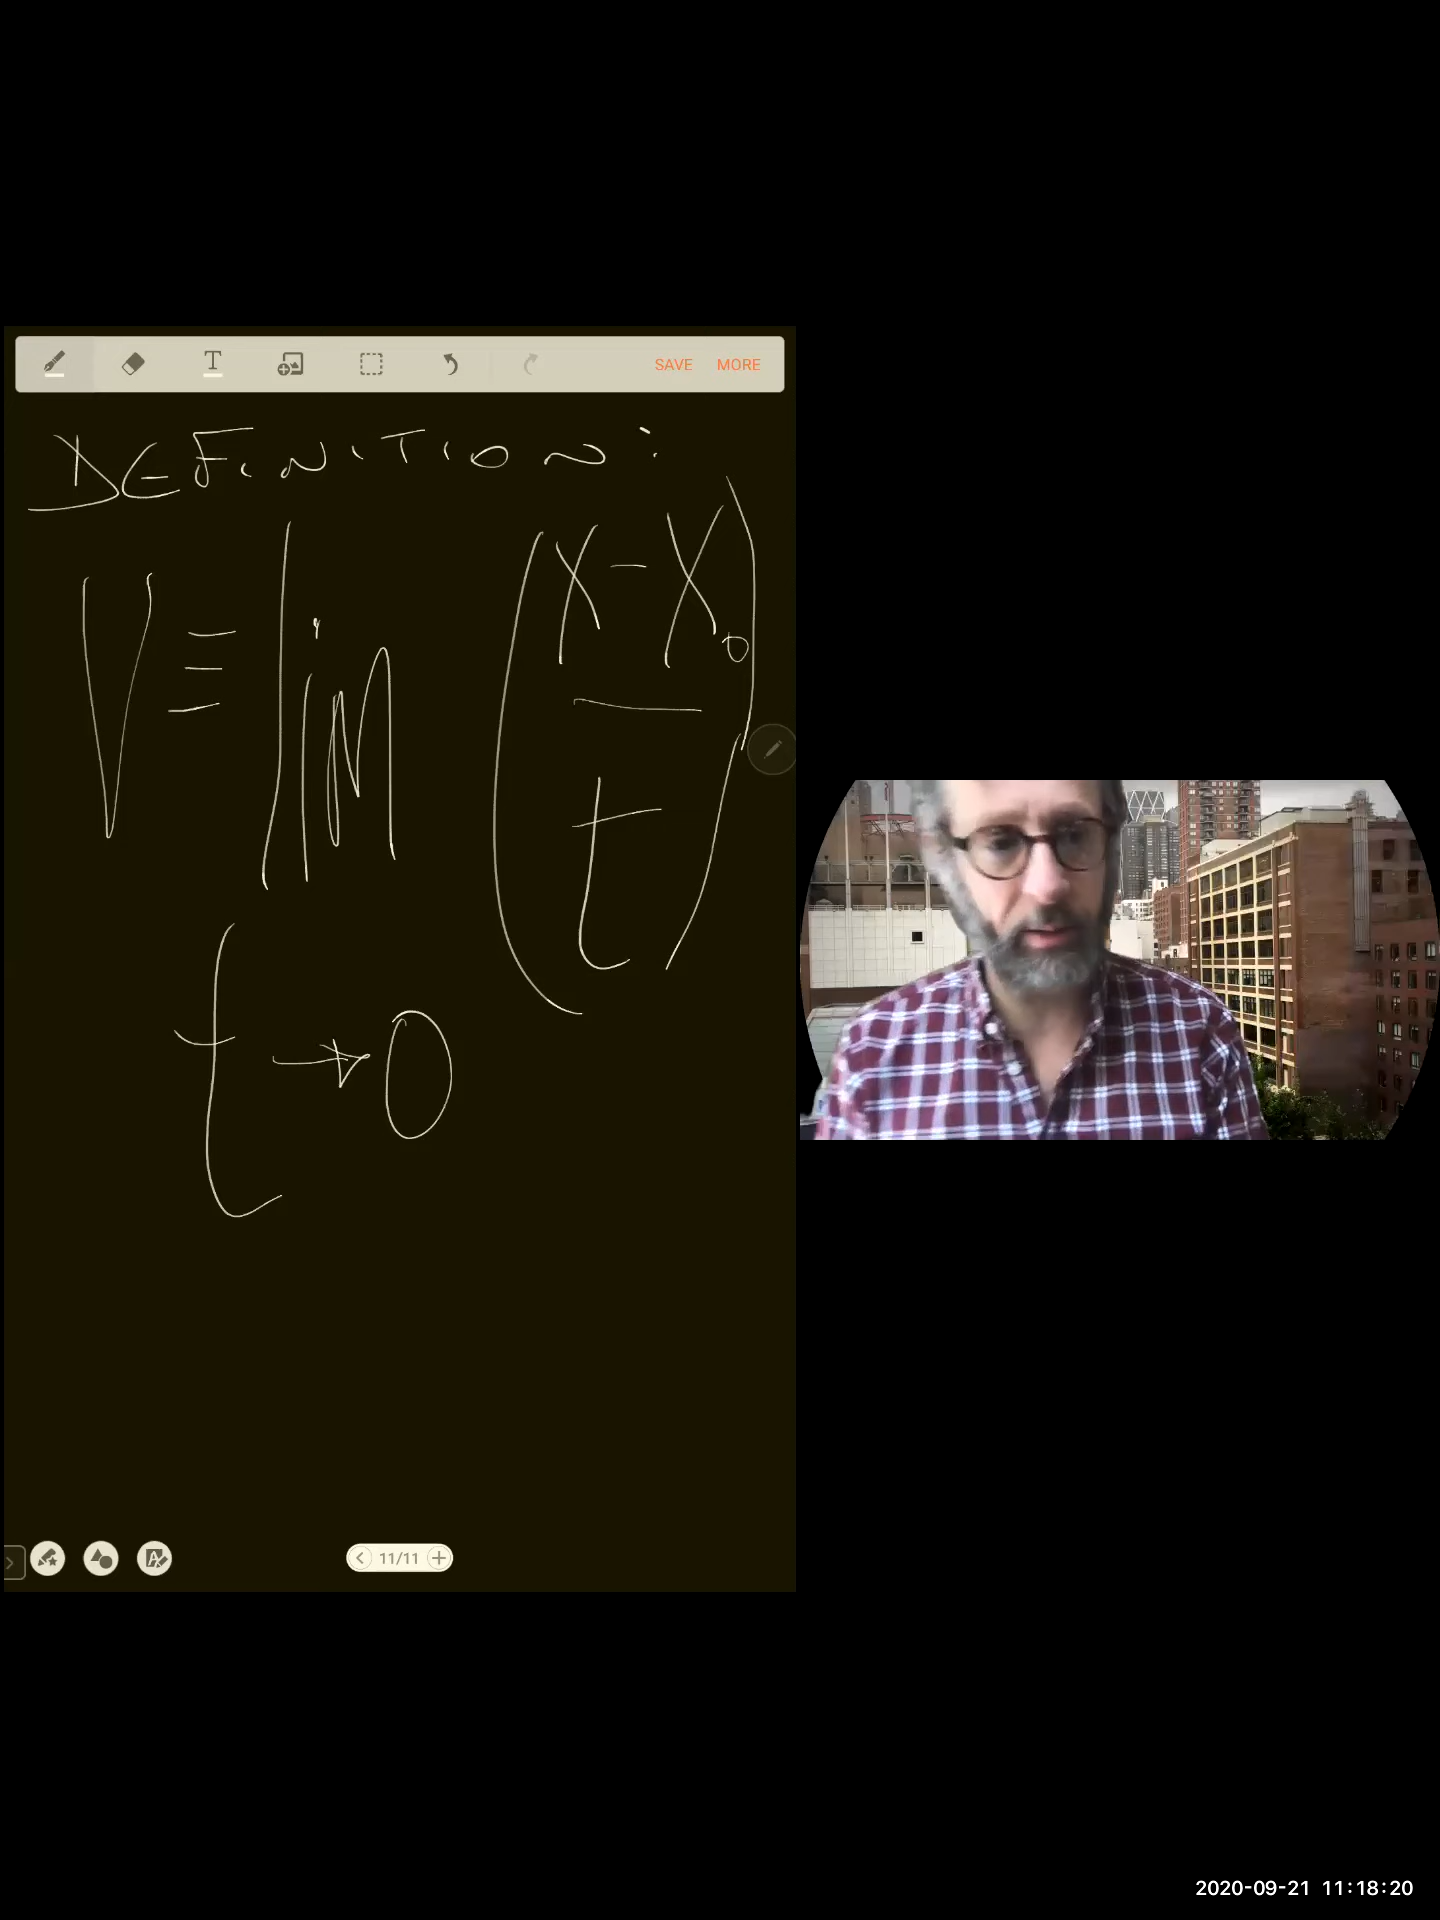 SAVE MORE
DEFINITION:
V ≡ lim (X - X₀)/t
t → 0
11/11
2020-09-21 11:18:20